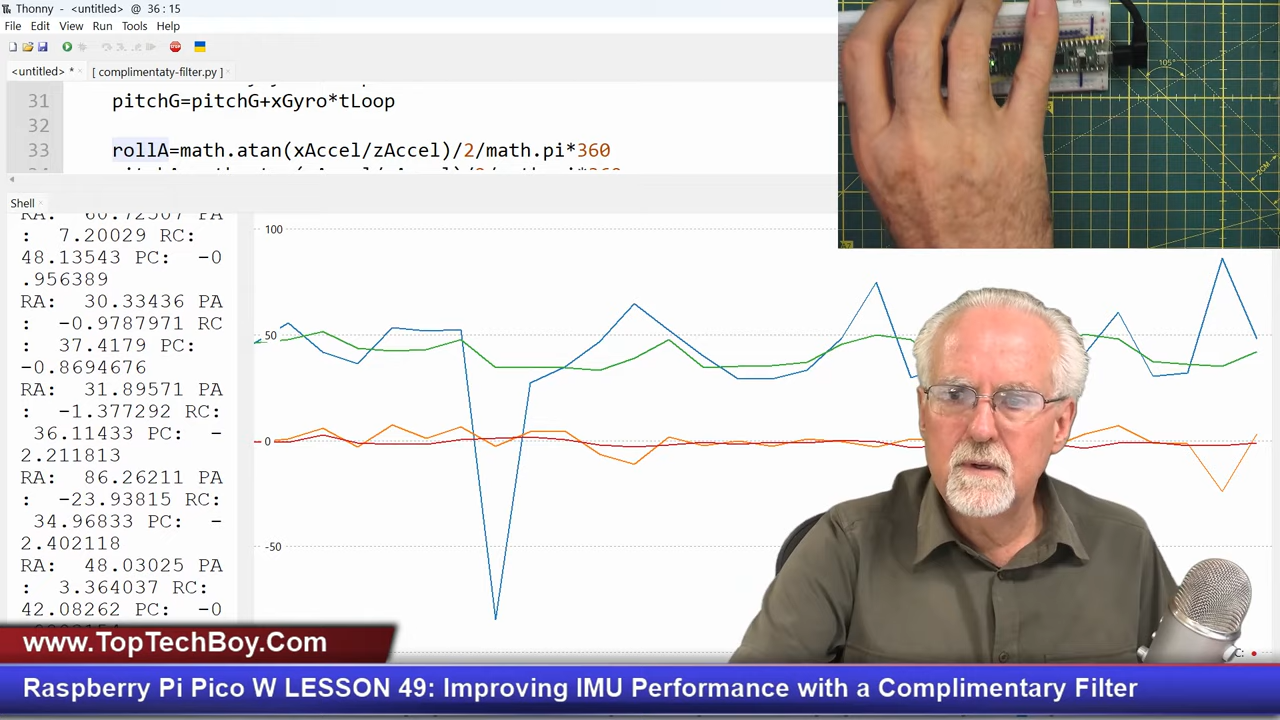 Thonny - <untitled> @ 36 : 15
File Edit View Run Tools Help
<untitled> * [ complimentaty-filter.py ]
31 pitchG=pitchG+xGyro*tLoop
32
33 rollA=math.atan(xAccel/zAccel)/2/math.pi*360
Shell
RA: 60.72507 PA
: 7.20029 RC:
48.13543 PC: -0
.956389
RA: 30.33436 PA
: -0.9787971 RC
: 37.4179 PC:
-0.8694676
RA: 31.89571 PA
: -1.377292 RC:
36.11433 PC: -
2.211813
RA: 86.26211 PA
: -23.93815 RC:
34.96833 PC: -
2.402118
RA: 48.03025 PA
: 3.364037 RC:
42.08262 PC: -0
100
50
0
-50
C:
105°
www.TopTechBoy.Com
Raspberry Pi Pico W LESSON 49: Improving IMU Performance with a Complimentary Filter